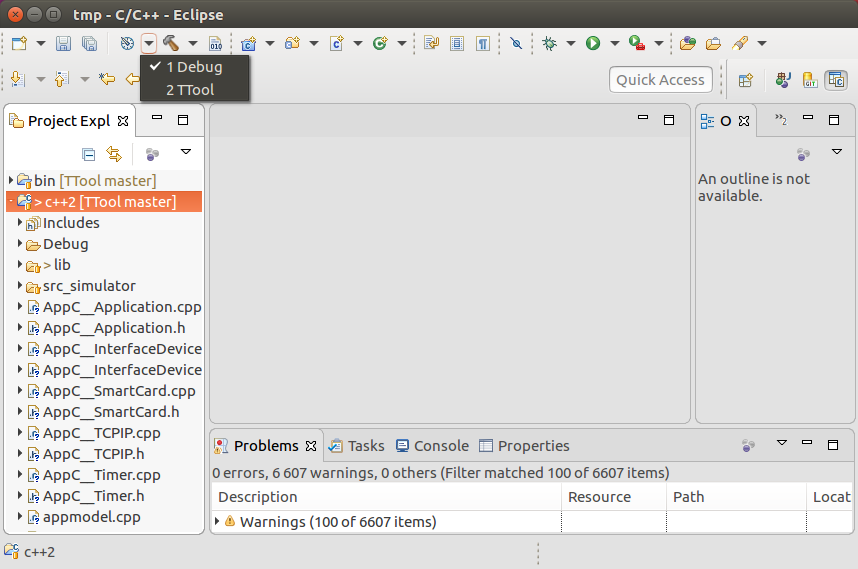 tmp - C/C++ - Eclipse
010
1 Debug
2 TTool
Quick Access
Project Expl
O
2
bin [TTool master]
> c++2 [TTool master]
Includes
Debug
> lib
src_simulator
AppC__Application.cpp
AppC__Application.h
AppC__InterfaceDevice
AppC__InterfaceDevice
AppC__SmartCard.cpp
AppC__SmartCard.h
AppC__TCPIP.cpp
AppC__TCPIP.h
AppC__Timer.cpp
AppC__Timer.h
appmodel.cpp
An outline is not
available.
Problems
Tasks
Console
Properties
0 errors, 6 607 warnings, 0 others (Filter matched 100 of 6607 items)
Description
Resource
Path
Locat
Warnings (100 of 6607 items)
c++2